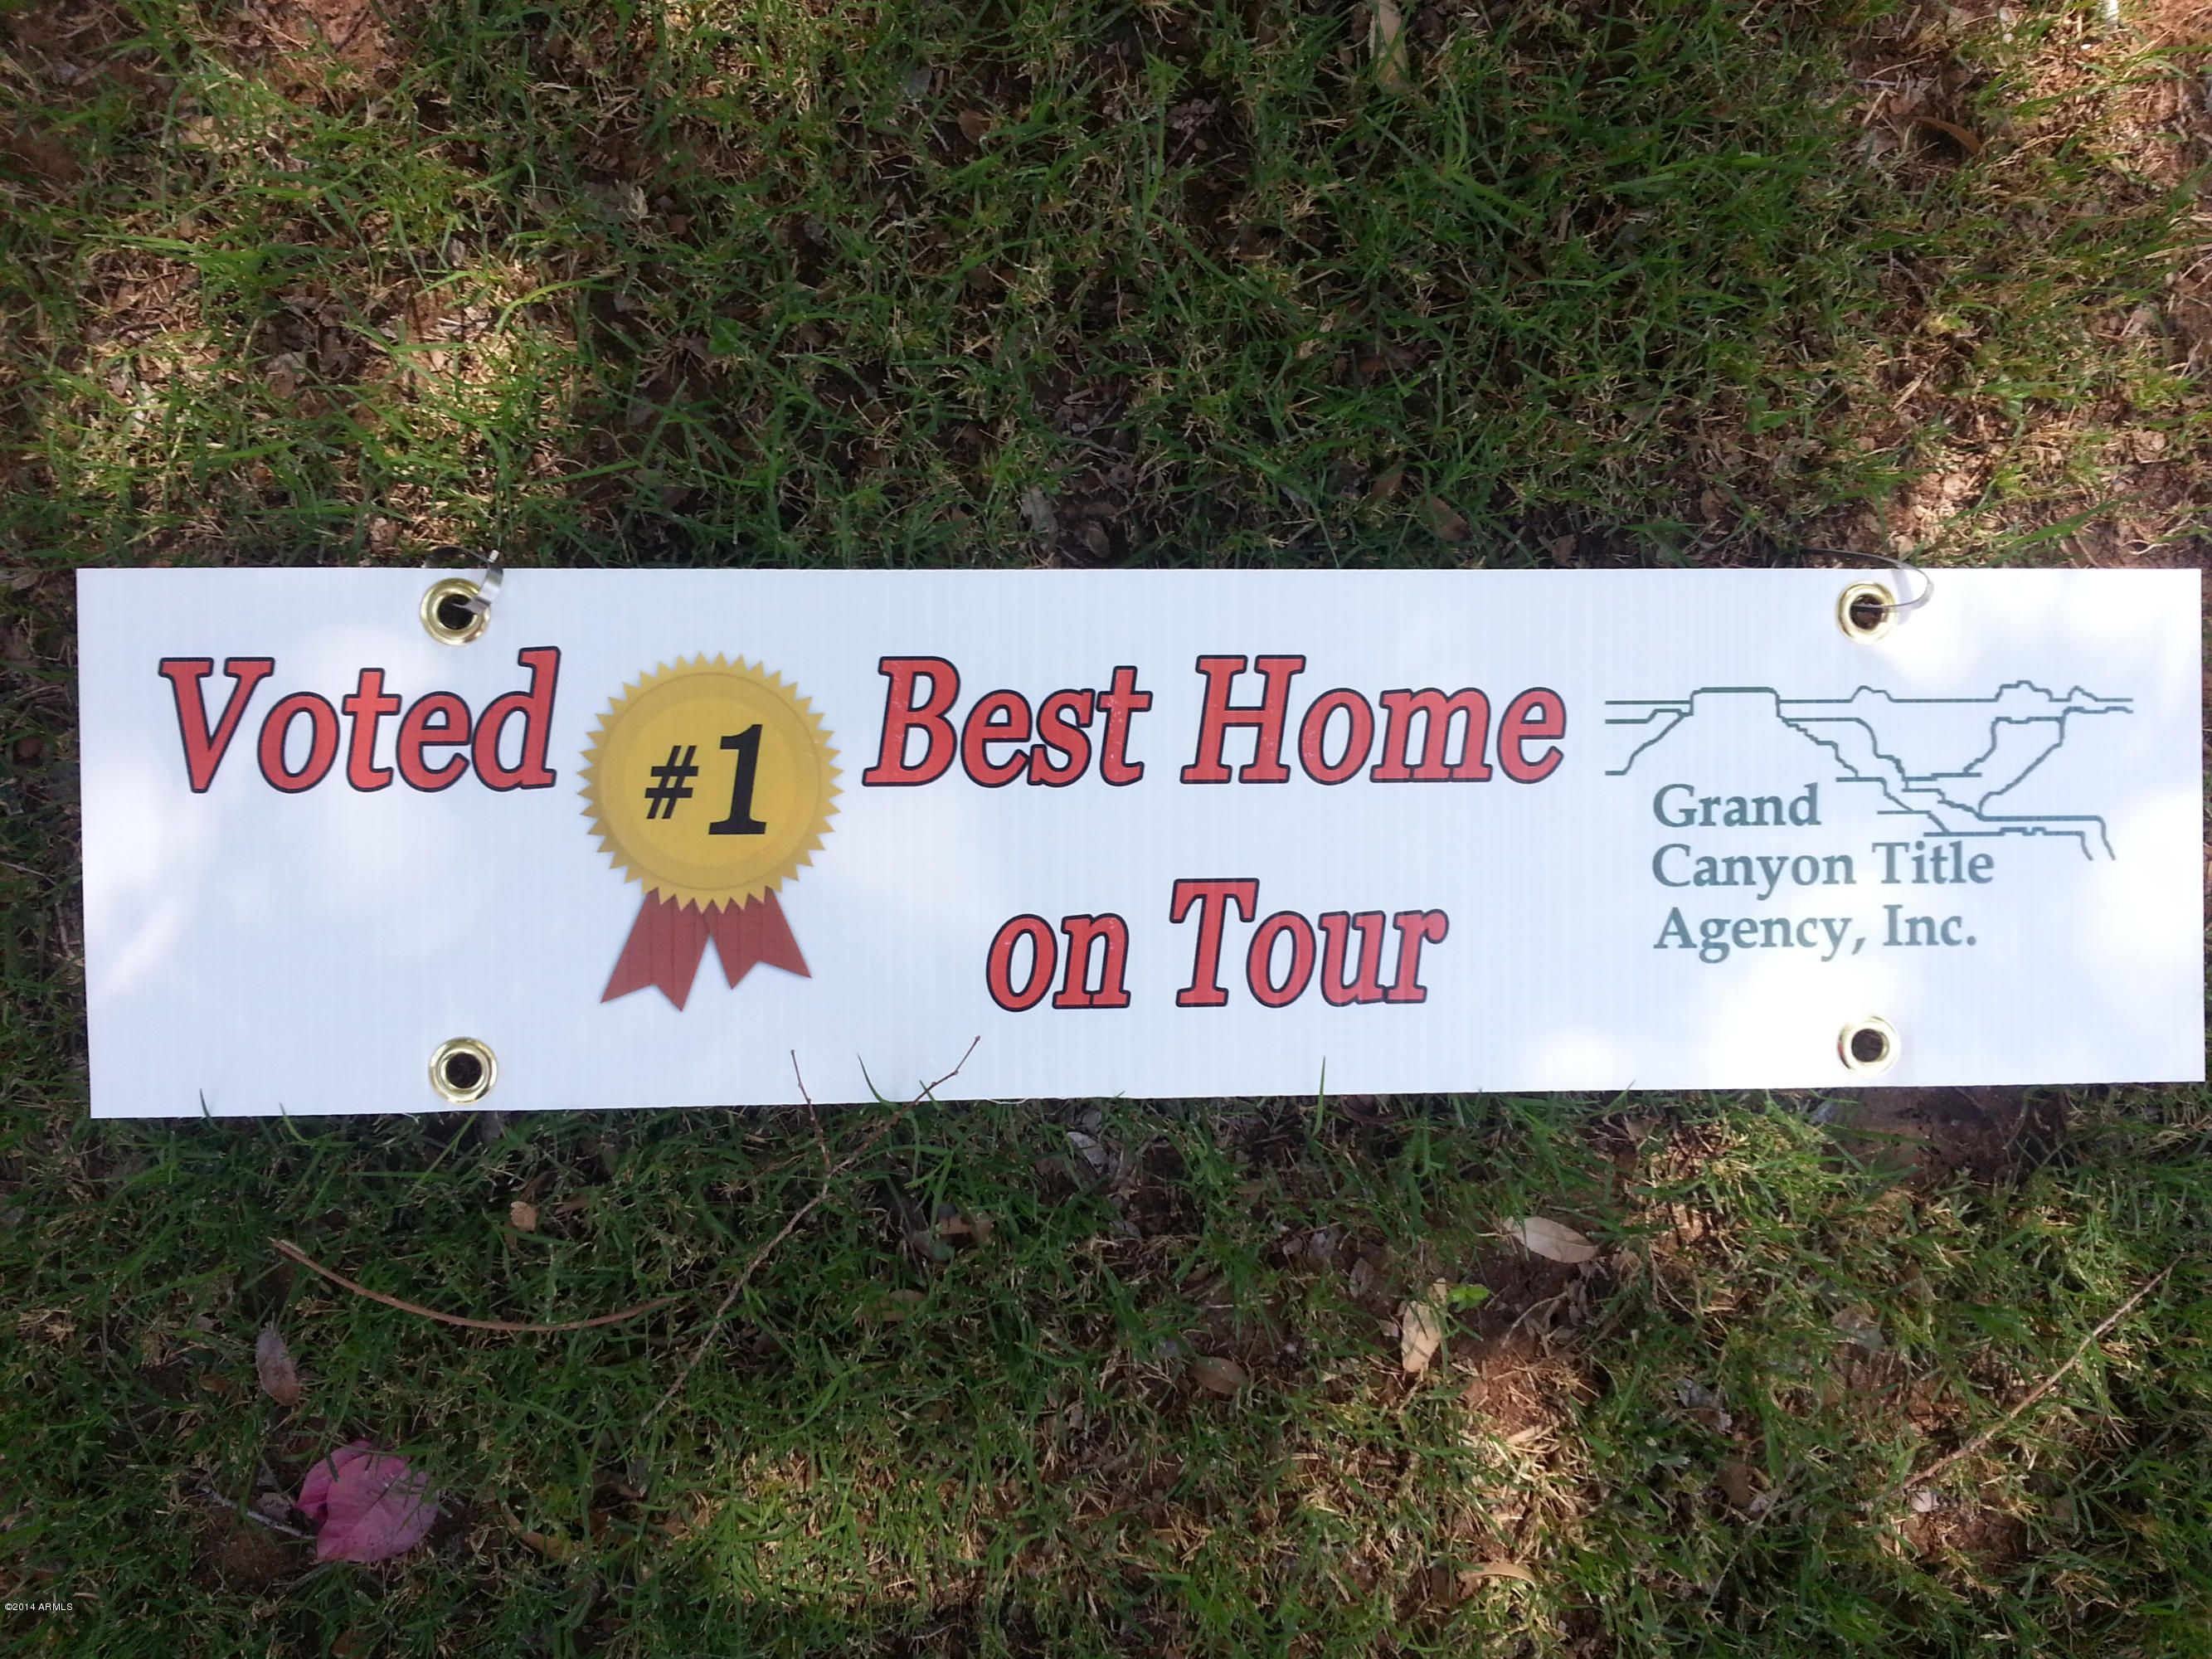 Voted #1 Best Home
on Tour
Grand
Canyon Title
Agency, Inc.
©2014 ARMLS